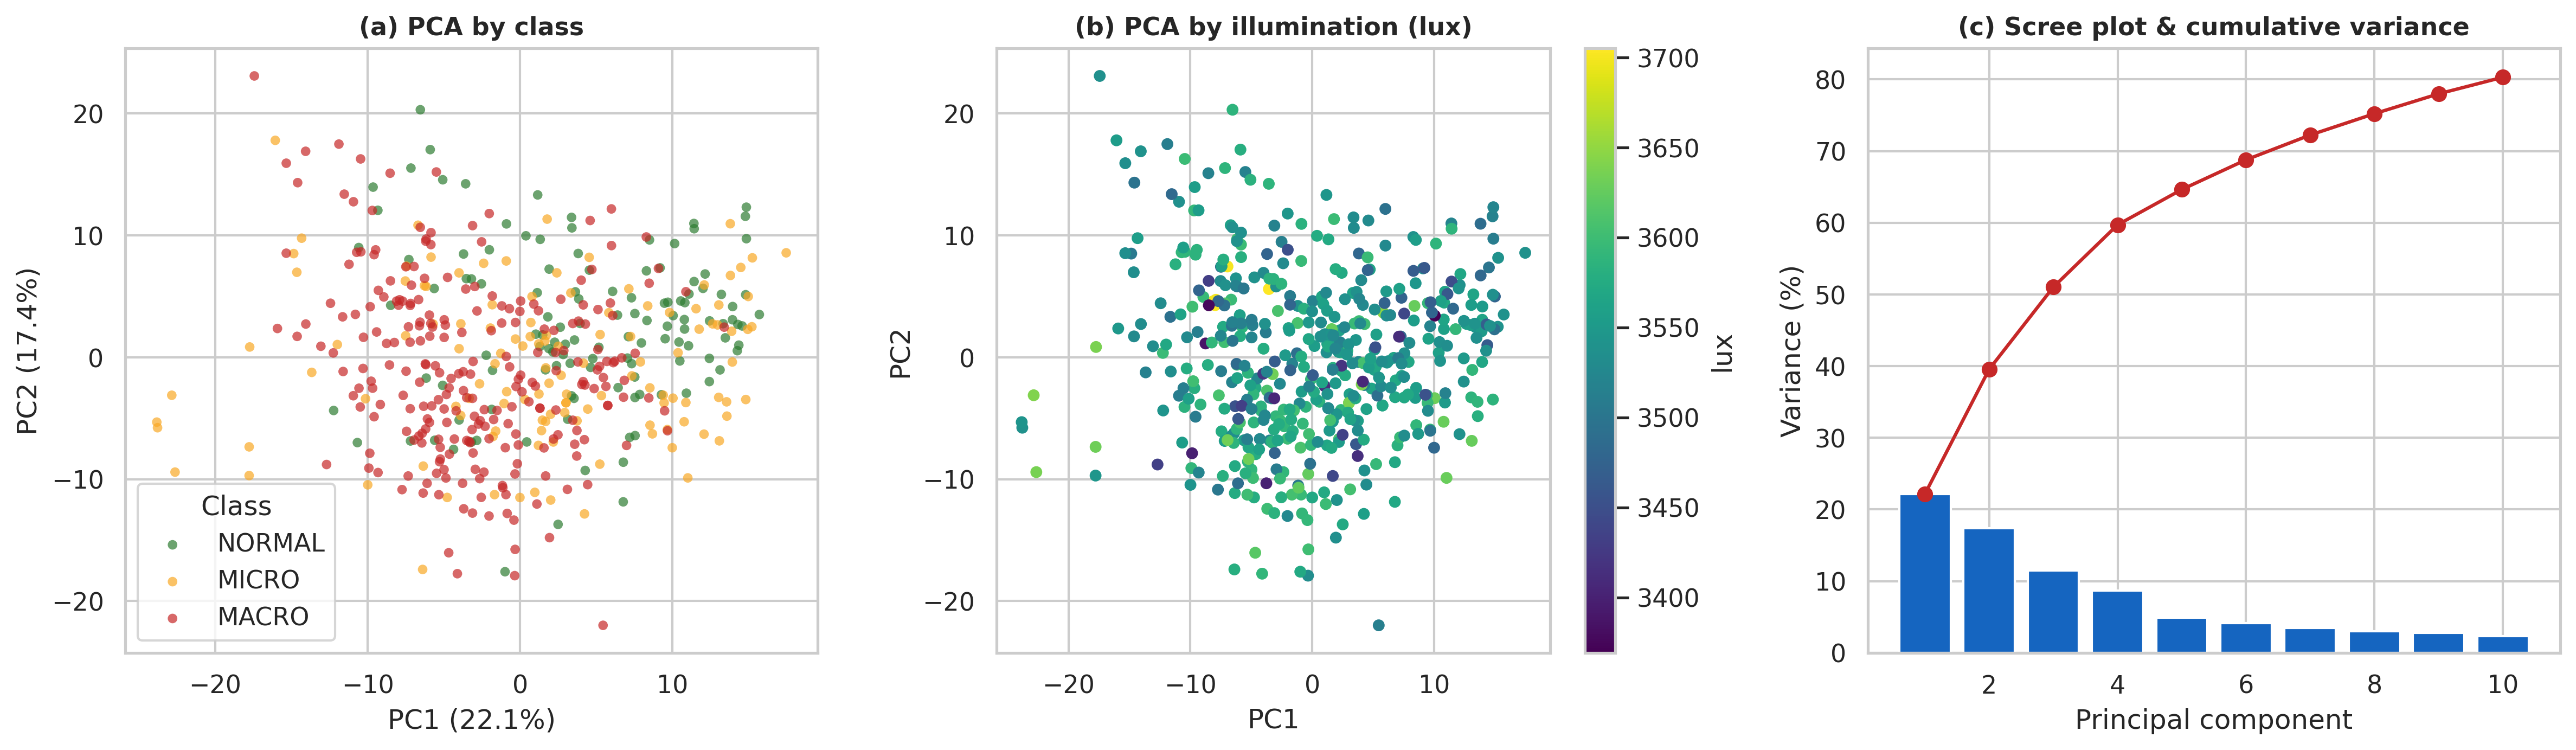 (a) PCA by class
PC2 (17.4%)
20
10
0
−10
−20
−20
−10
0
10
PC1 (22.1%)
Class
NORMAL
MICRO
MACRO
(b) PCA by illumination (lux)
PC2
20
10
0
−10
−20
−20
−10
0
10
PC1
3700
3650
3600
3550
3500
3450
3400
lux
(c) Scree plot & cumulative variance
Variance (%)
80
70
60
50
40
30
20
10
0
2
4
6
8
10
Principal component